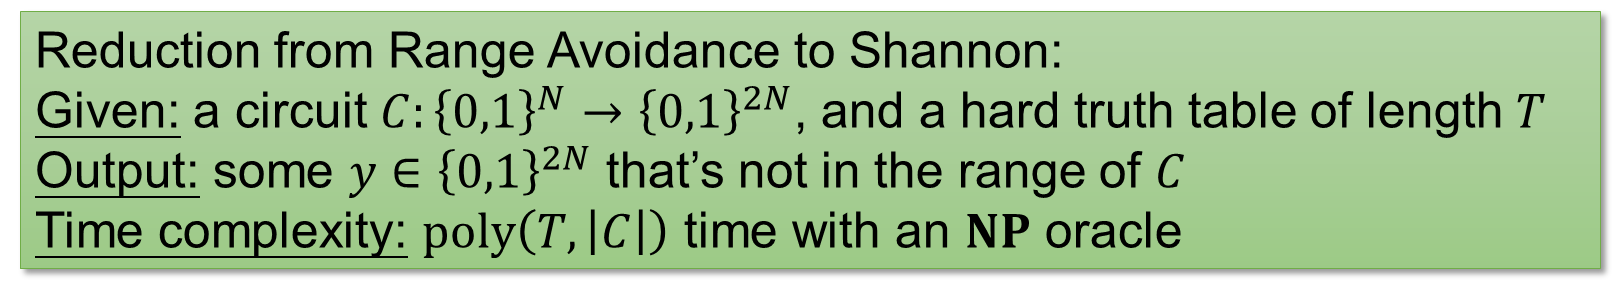 Reduction from Range Avoidance to Shannon:
Given: a circuit 𝐶: {0,1}ᴺ → {0,1}²ᴺ, and a hard truth table of length 𝑇
Output: some 𝑦 ∈ {0,1}²ᴺ that’s not in the range of 𝐶
Time complexity: poly(𝑇, |𝐶|) time with an NP oracle